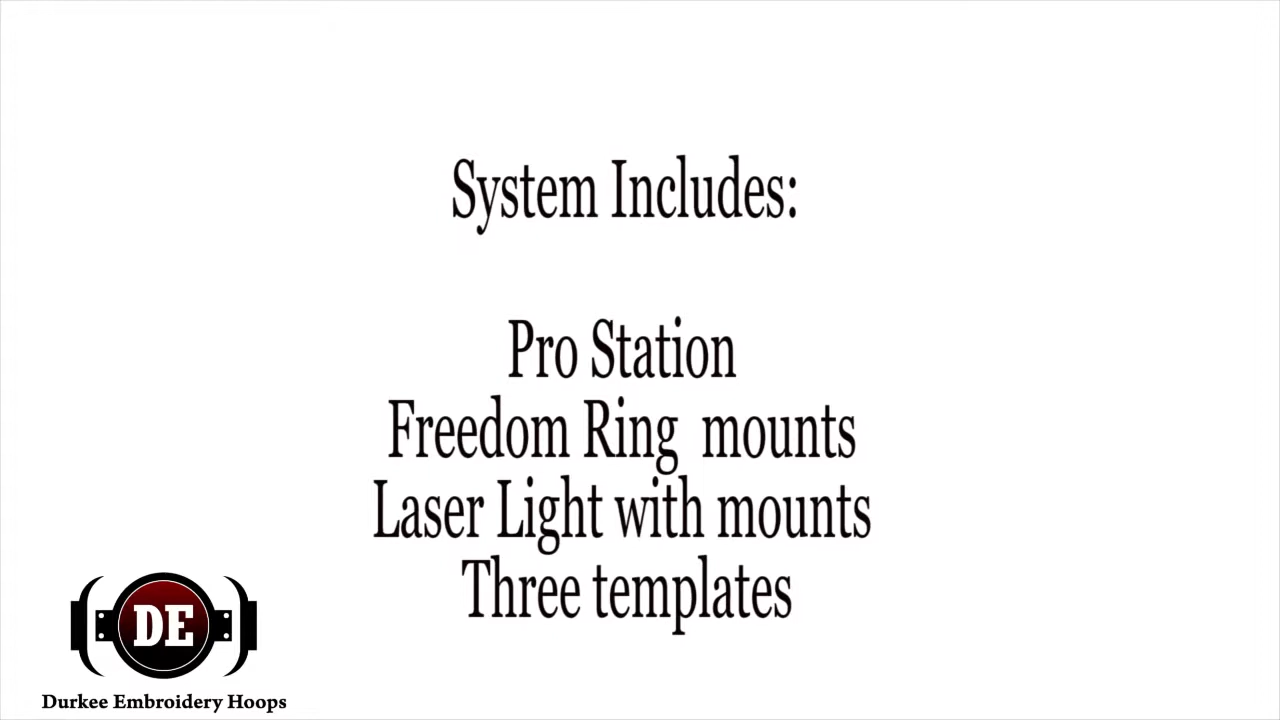 System Includes:
Pro Station
Freedom Ring  mounts
Laser Light with mounts
Three templates
DE
Durkee Embroidery Hoops